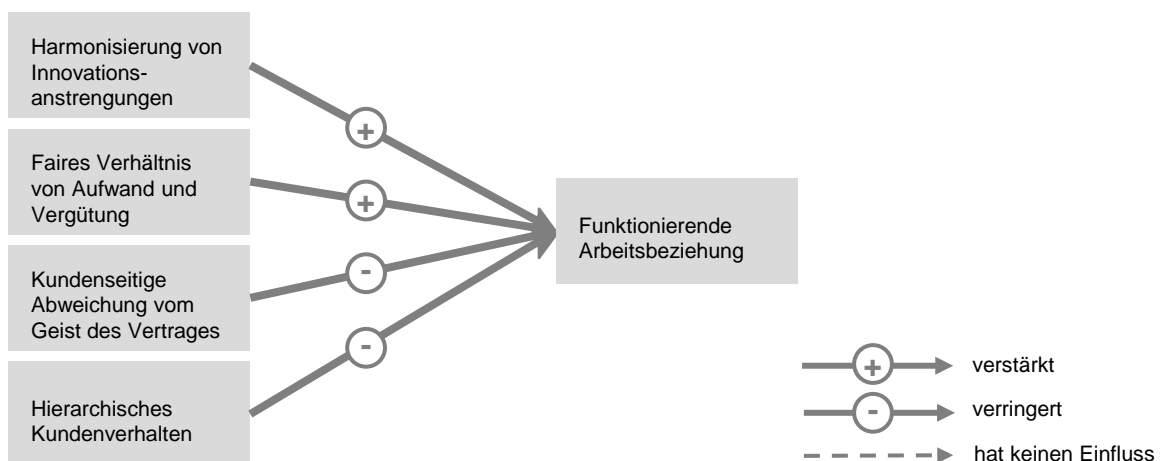 Harmonisierung von
Innovations-
anstrengungen
+
Faires Verhältnis
von Aufwand und
Vergütung
+
Kundenseitige
Abweichung vom
Geist des Vertrages
-
Hierarchisches
Kundenverhalten
-
Funktionierende
Arbeitsbeziehung
+ verstärkt
- verringert
hat keinen Einfluss